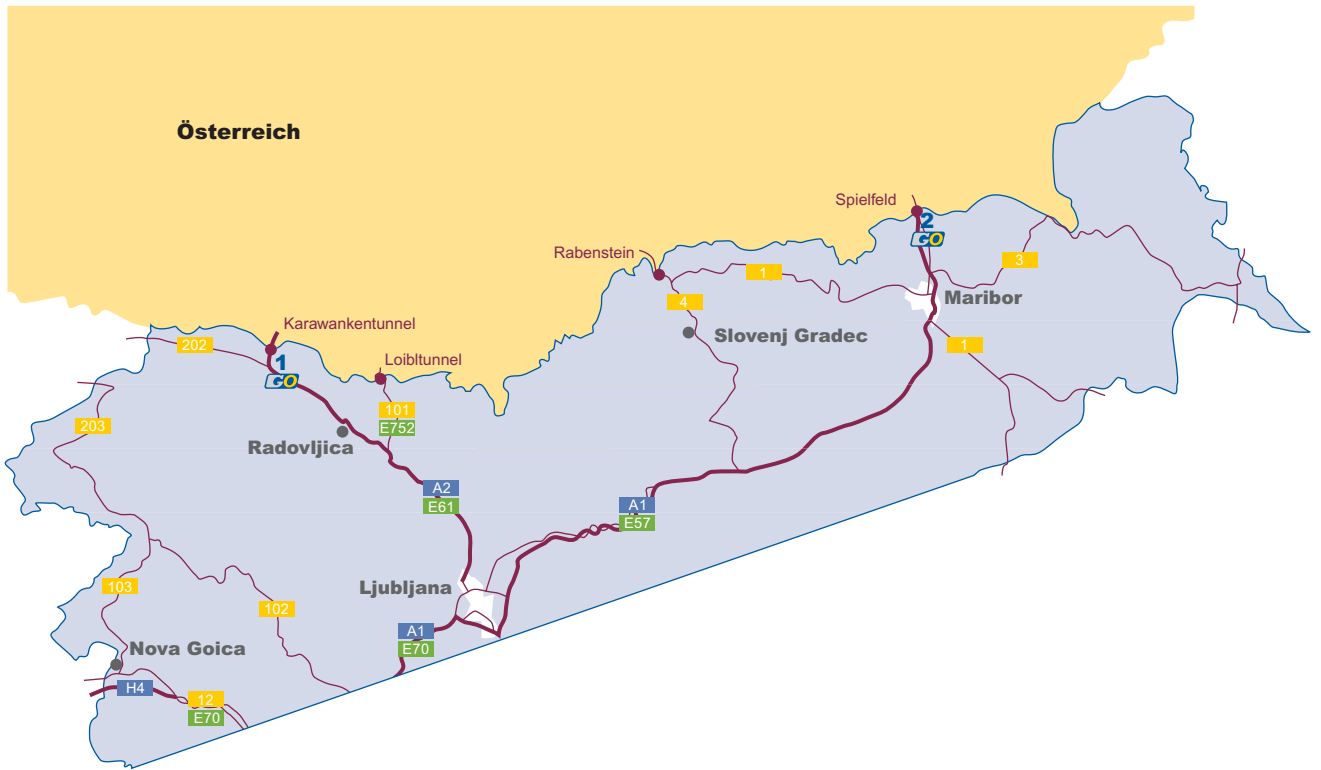 Österreich
Spielfeld
2
GO
Rabenstein
3
1
4
Maribor
Karawankentunnel
Slovenj Gradec
202
1
Loibltunnel
1
GO
101
E752
203
Radovljica
A2
E61
A1
E57
103
Ljubljana
102
A1
E70
Nova Goica
H4
12
E70